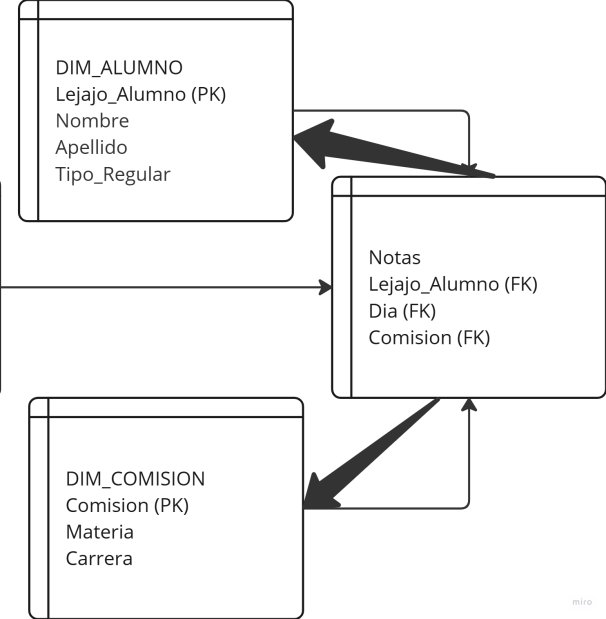 DIM_ALUMNO
Lejajo_Alumno (PK)
Nombre
Apellido
Tipo_Regular
Notas
Lejajo_Alumno (FK)
Dia (FK)
Comision (FK)
DIM_COMISION
Comision (PK)
Materia
Carrera
miro